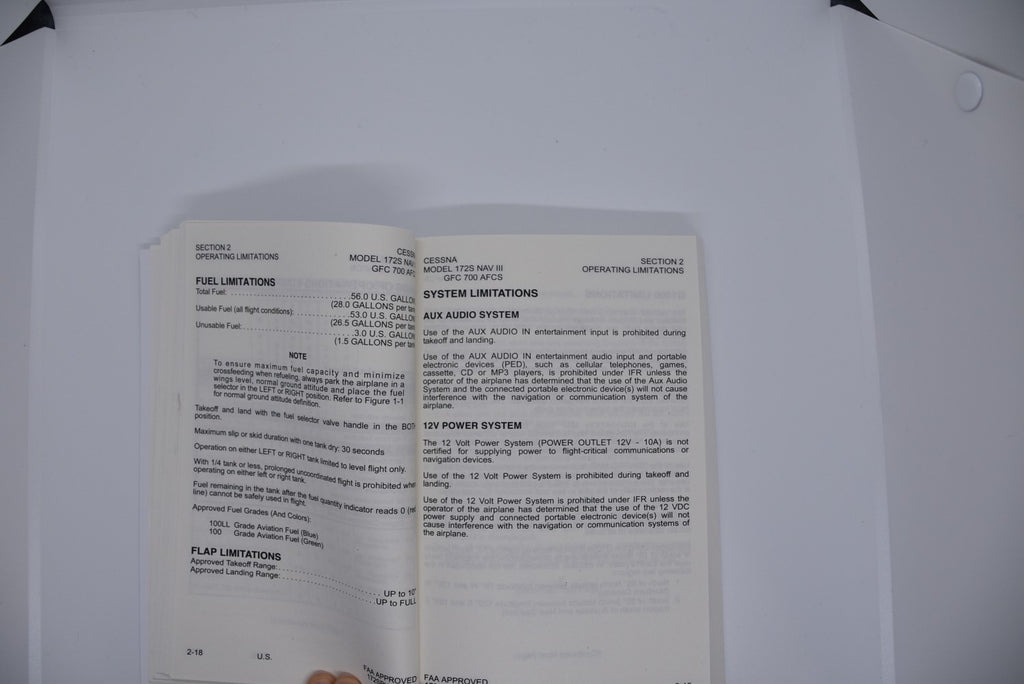 SECTION 2
OPERATING LIMITATIONS
CESSN
MODEL 172S NAV
GFC 700 AFC
FUEL LIMITATIONS
Total Fuel: 56.0 U.S. GALLO
(28.0 GALLONS per tan
Usable Fuel (all flight conditions): 53.0 U.S. GALLO
(26.5 GALLONS per tan
Unusable Fuel: 3.0 U.S. GALLO
(1.5 GALLONS per tan
NOTE
To ensure maximum fuel capacity and minimize
crossfeeding when refueling, always park the airplane in a
wings level, normal ground attitude and place the fuel
selector in the LEFT or RIGHT position. Refer to Figure 1-1
for normal ground attitude definition.
Takeoff and land with the fuel selector valve handle in the BOTH
position.
Maximum slip or skid duration with one tank dry: 30 seconds
Operation on either LEFT or RIGHT tank limited to level flight only.
With 1/4 tank or less, prolonged uncoordinated flight is prohibited whe
operating on either left or right tank.
Fuel remaining in the tank after the fuel quantity indicator reads 0 (re
line) cannot be safely used in flight.
Approved Fuel Grades (And Colors):
100LL Grade Aviation Fuel (Blue)
100 Grade Aviation Fuel (Green)
FLAP LIMITATIONS
Approved Takeoff Range: UP to 10°
Approved Landing Range: UP to FULL
2-18
U.S.
FAA APPROVED
CESSNA
MODEL 172S NAV III
GFC 700 AFCS
SECTION 2
OPERATING LIMITATIONS
SYSTEM LIMITATIONS
AUX AUDIO SYSTEM
Use of the AUX AUDIO IN entertainment input is prohibited during
takeoff and landing.
Use of the AUX AUDIO IN entertainment audio input and portable
electronic devices (PED), such as cellular telephones, games,
cassette, CD or MP3 players, is prohibited under IFR unless the
operator of the airplane has determined that the use of the Aux Audio
System and the connected portable electronic device(s) will not cause
interference with the navigation or communication system of the
airplane.
12V POWER SYSTEM
The 12 Volt Power System (POWER OUTLET 12V - 10A) is not
certified for supplying power to flight-critical communications or
navigation devices.
Use of the 12 Volt Power System is prohibited during takeoff and
landing.
Use of the 12 Volt Power System is prohibited under IFR unless the
operator of the airplane has determined that the use of the 12 VDC
power supply and connected portable electronic device(s) will not
cause interference with the navigation or communication systems of
the airplane.
FAA APPROVED